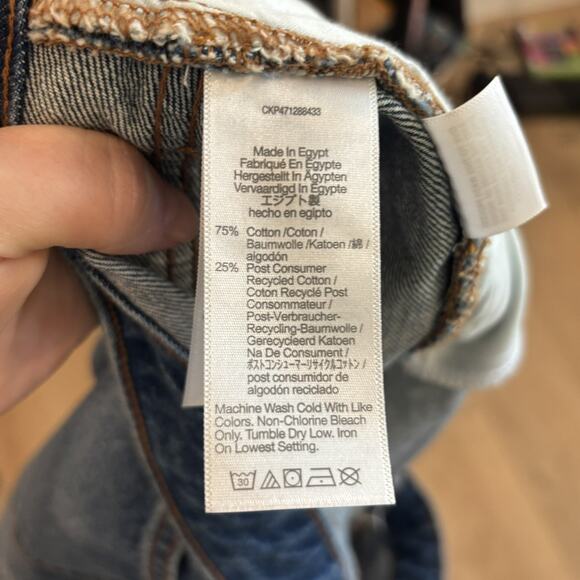 CKP471288433
Made In Egypt
Fabriqué En Egypte
Hergestellt In Ägypten
Vervaardigd In Egypte
エジプト製
hecho en egipto
75% Cotton /Coton /
Baumwolle /Katoen /綿 /
algodón
25% Post Consumer
Recycled Cotton /
Coton Recyclé Post
Consommateur /
Post-Verbraucher-
Recycling-Baumwolle /
Gerecycleerd Katoen
Na De Consument /
ポストコンシューマーリサイクルコットン /
post consumido de
algodón reciclado
Machine Wash Cold With Like
Colors. Non-Chlorine Bleach
Only. Tumble Dry Low. Iron
On Lowest Setting.
30